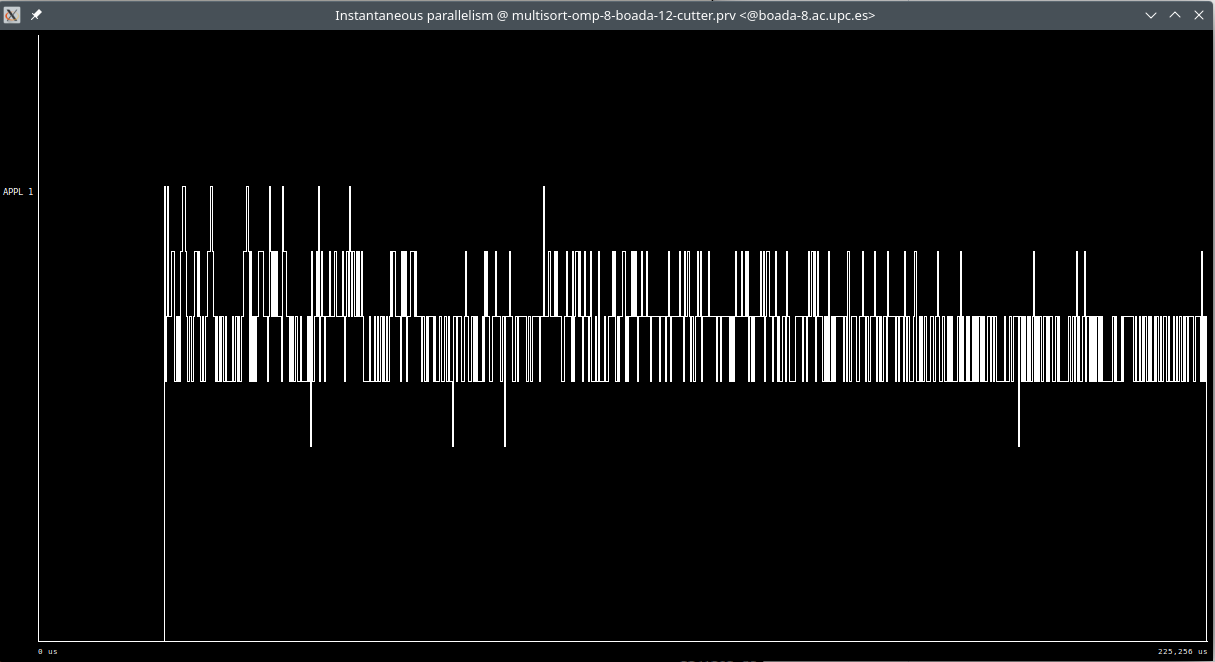 Instantaneous parallelism @ multisort-omp-8-boada-12-cutter.prv <@boada-8.ac.upc.es>
APPL 1
0 us
225,256 us